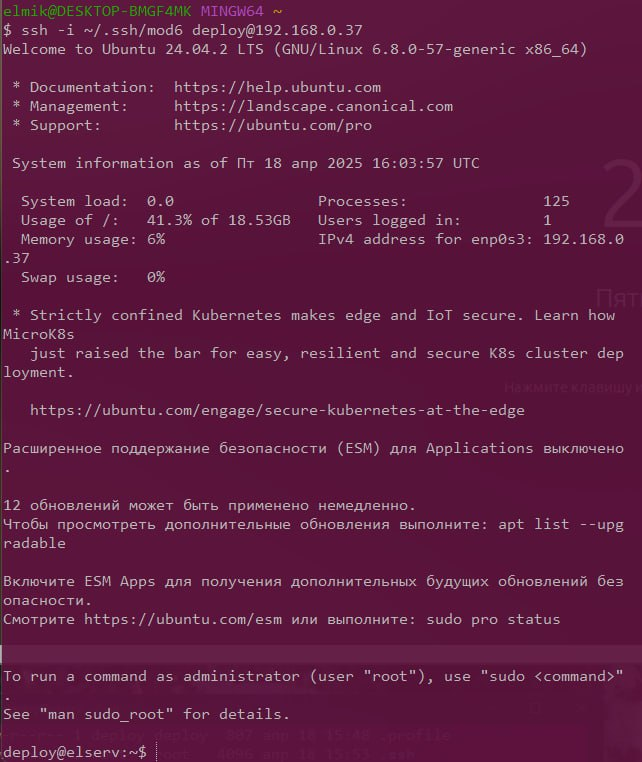 elmik@DESKTOP-BMGF4MK MINGW64 ~
$ ssh -i ~/.ssh/mod6 deploy@192.168.0.37
Welcome to Ubuntu 24.04.2 LTS (GNU/Linux 6.8.0-57-generic x86_64)
* Documentation:  https://help.ubuntu.com
* Management:     https://landscape.canonical.com
* Support:        https://ubuntu.com/pro
System information as of Пт 18 апр 2025 16:03:57 UTC
System load:  0.0                Processes:               125
Usage of /:   41.3% of 18.53GB   Users logged in:         1
Memory usage: 6%                 IPv4 address for enp0s3: 192.168.0
.37
Swap usage:   0%
* Strictly confined Kubernetes makes edge and IoT secure. Learn how
MicroK8s
just raised the bar for easy, resilient and secure K8s cluster dep
loyment.
https://ubuntu.com/engage/secure-kubernetes-at-the-edge
Расширенное поддержание безопасности (ESM) для Applications выключено
.
12 обновлений может быть применено немедленно.
Чтобы просмотреть дополнительные обновления выполните: apt list --upg
radable
Включите ESM Apps для получения дополнительных будущих обновлений без
опасности.
Смотрите https://ubuntu.com/esm или выполните: sudo pro status
To run a command as administrator (user "root"), use "sudo <command>"
.
See "man sudo_root" for details.
deploy@elserv:~$